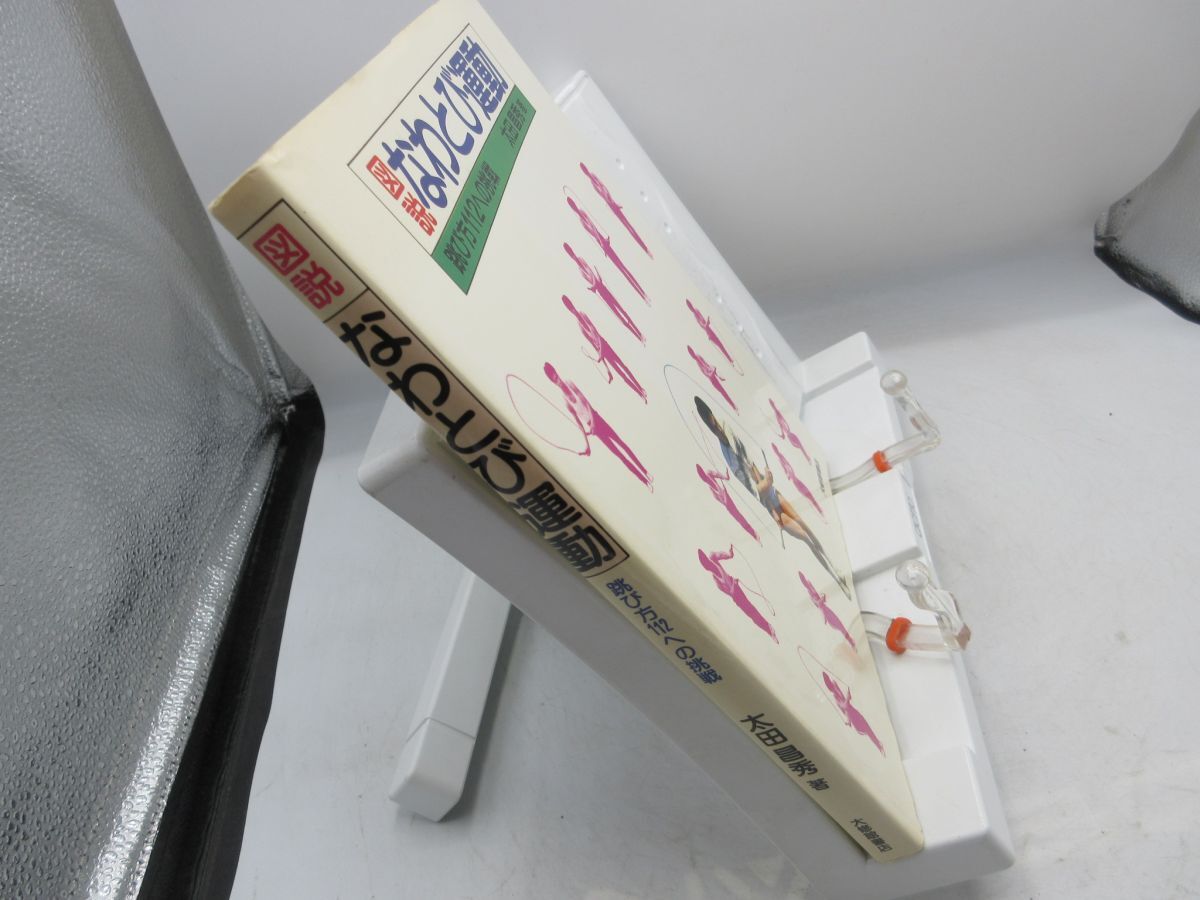 図説
なわとび運動
跳び方112への挑戦
太田昌秀 著
図説
なわとび運動
跳び方112への挑戦
太田昌秀 著
大修館書店